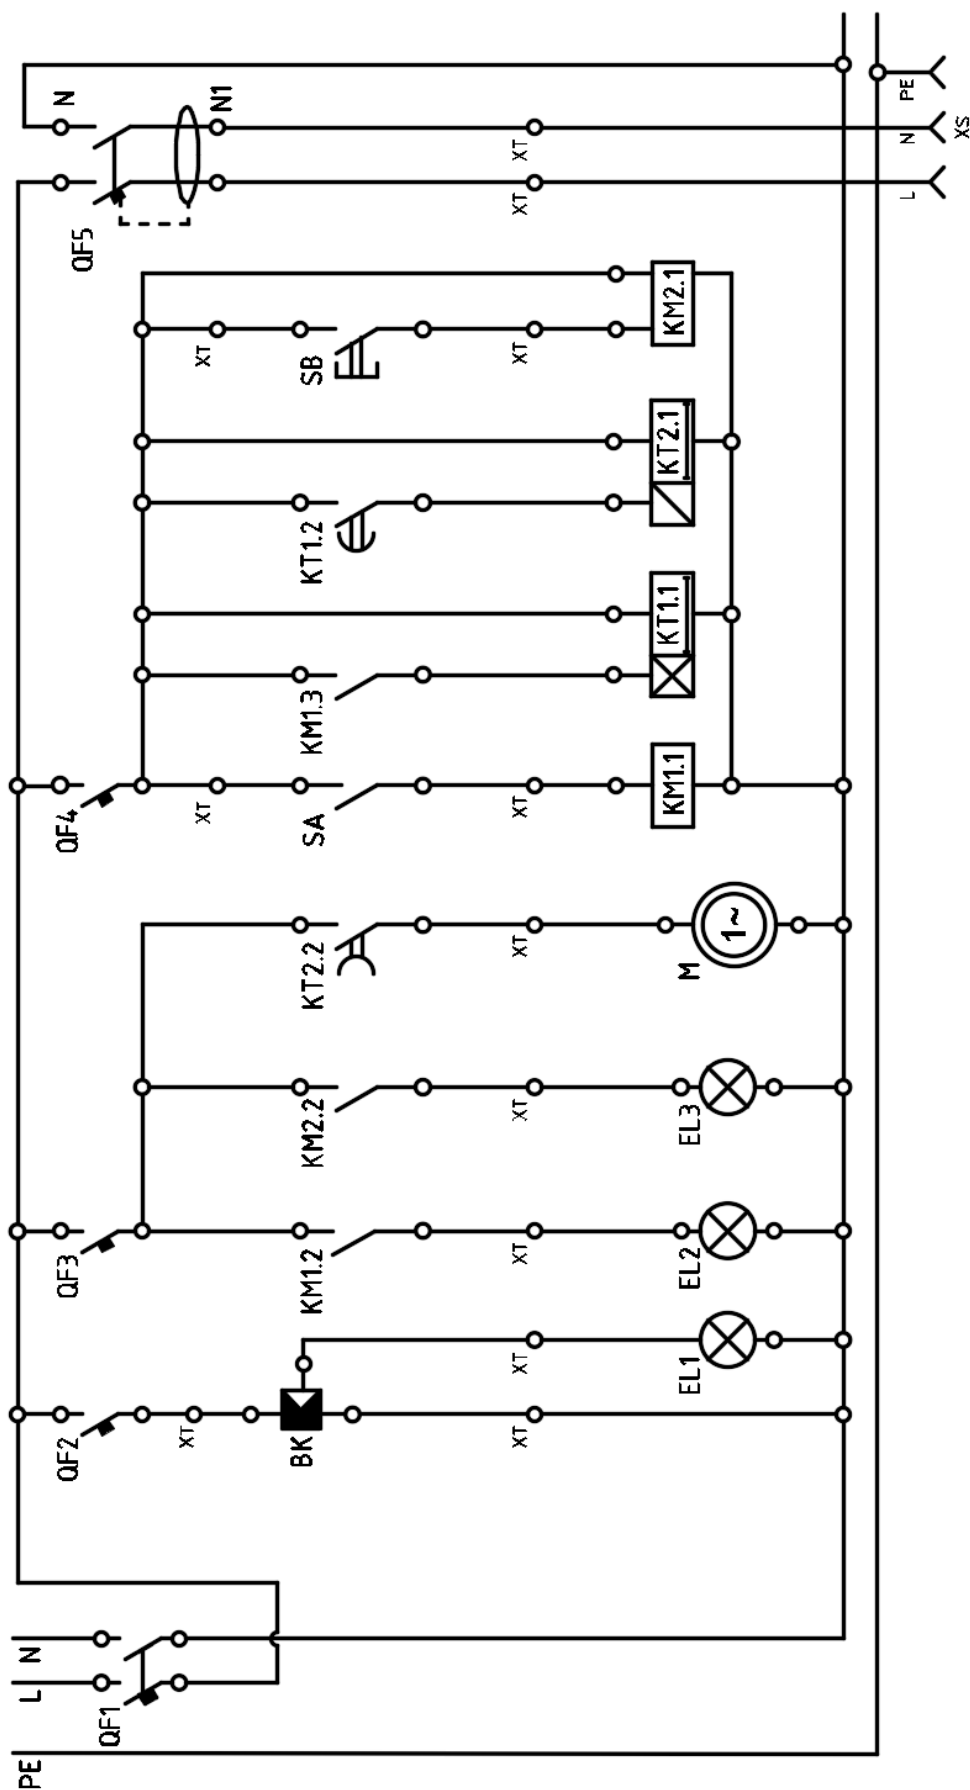 PE
L
N
QF1
QF2
QF3
QF4
QF5
N
XT
XT
XT
N1
BK
KM1.2
KM2.2
KT2.2
SA
KM1.3
KT1.2
SB
XT
XT
XT
XT
XT
XT
XT
XT
XT
EL1
EL2
EL3
M
1~
KM1.1
KT1.1
KT2.1
KM2.1
L
N
PE
XS